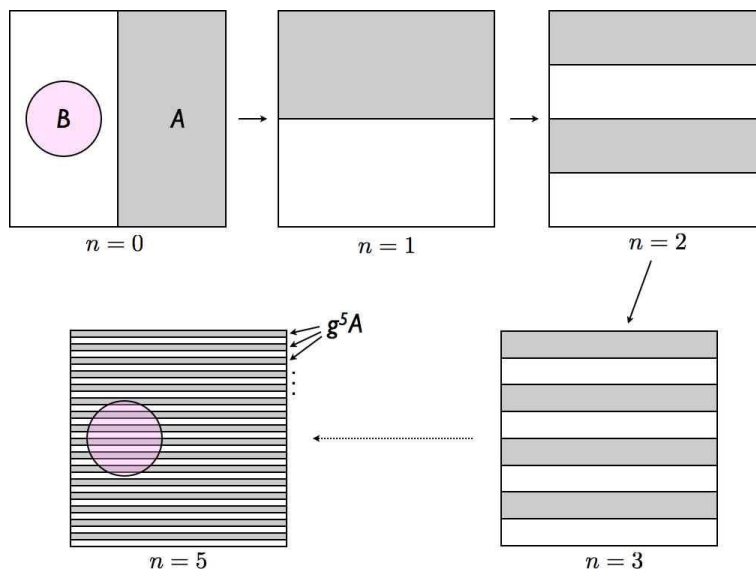 B
A
n = 0
n = 1
n = 2
g⁵A
n = 5
n = 3